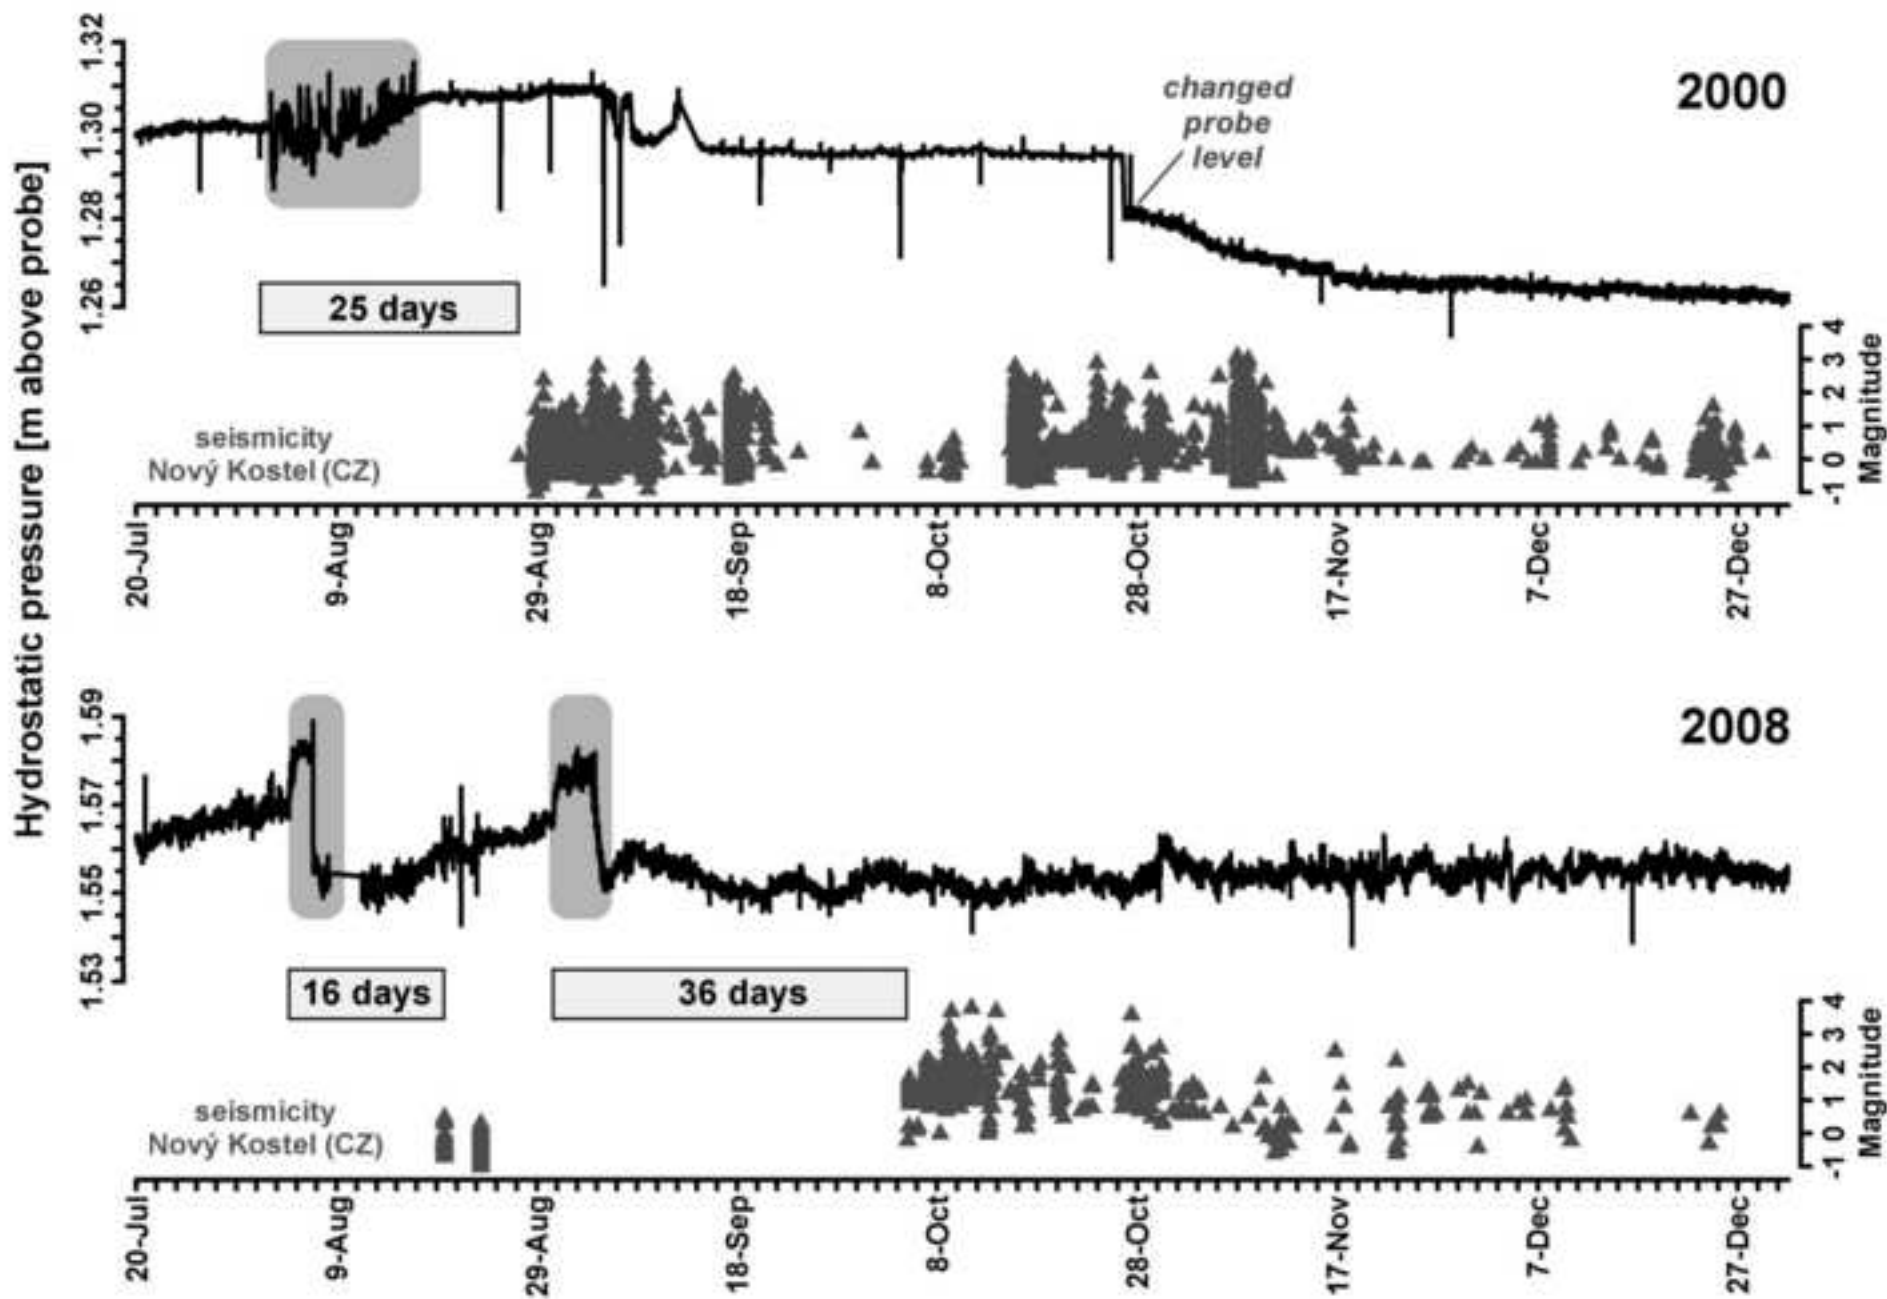 Hydrostatic pressure [m above probe]
2000
1.32
1.30
1.28
1.26
changed
probe
level
25 days
seismicity
Nový Kostel (CZ)
4
3
2
1
0
-1
Magnitude
20-Jul
9-Aug
29-Aug
18-Sep
8-Oct
28-Oct
17-Nov
7-Dec
27-Dec
2008
1.59
1.57
1.55
1.53
16 days
36 days
seismicity
Nový Kostel (CZ)
4
3
2
1
0
-1
Magnitude
20-Jul
9-Aug
29-Aug
18-Sep
8-Oct
28-Oct
17-Nov
7-Dec
27-Dec